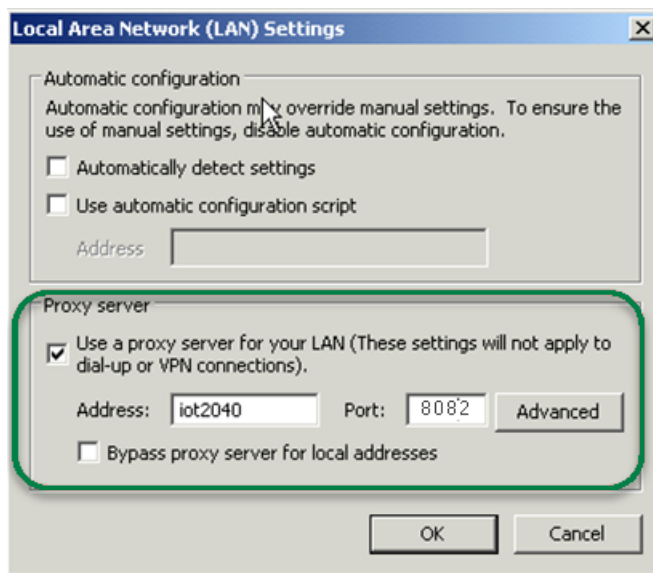 Local Area Network (LAN) Settings
Automatic configuration
Automatic configuration may override manual settings. To ensure the
use of manual settings, disable automatic configuration.
Automatically detect settings
Use automatic configuration script
Address
Proxy server
Use a proxy server for your LAN (These settings will not apply to
dial-up or VPN connections).
Address: iot2040 Port: 8082 Advanced
Bypass proxy server for local addresses
OK Cancel